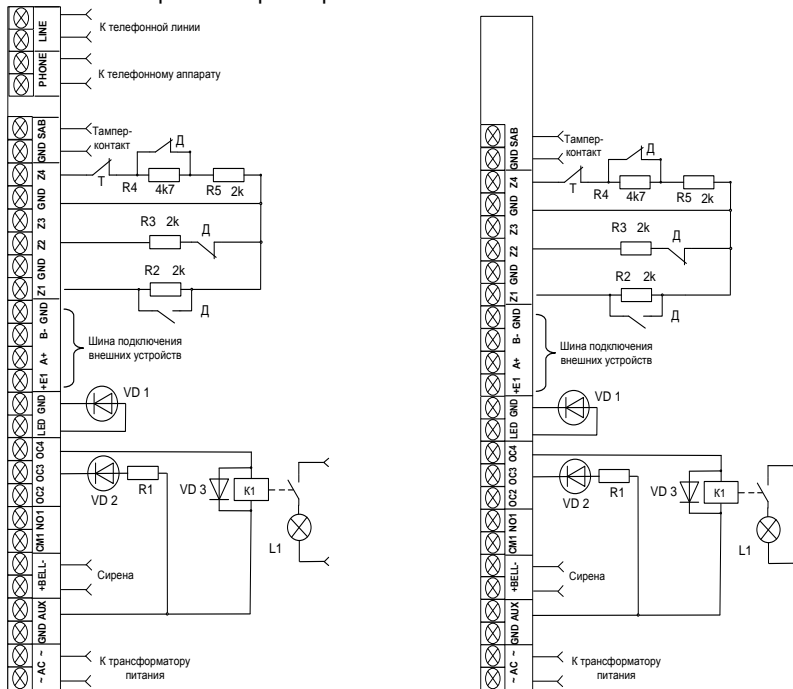 LINE
К телефонной линии
PHONE
К телефонному аппарату
SAB
GND
Тампер-
контакт
Z4
Т
Д
R4
4k7
R5 2k
GND
Z3
R3 2k
Д
Z2
GND
R2 2k
Z1
Д
GND
B-
A+
+E1
Шина подключения
внешних устройств
GND
LED
VD 1
OC4
OC3
OC2
VD 2
R1
VD 3
К1
L1
NO1
CM1
+BELL-
Сирена
AUX
GND
~ AC ~
К трансформатору
питания
SAB
GND
Тампер-
контакт
Z4
Т
Д
R4
4k7
R5 2k
GND
Z3
R3 2k
Д
Z2
GND
R2 2k
Z1
Д
GND
B-
A+
+E1
Шина подключения
внешних устройств
GND
LED
VD 1
OC4
OC3
OC2
VD 2
R1
VD 3
К1
L1
NO1
CM1
+BELL-
Сирена
AUX
GND
~ AC ~
К трансформатору
питания